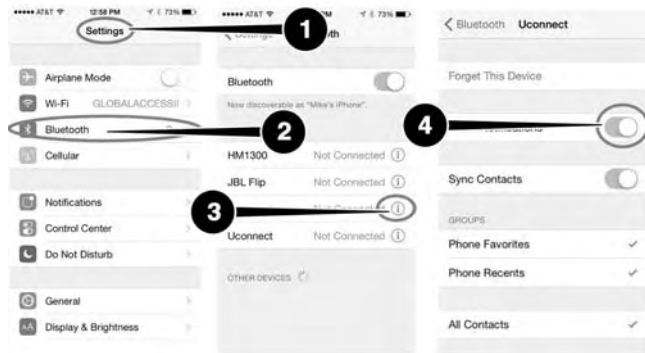 AT&T 12:58 PM 73%
Settings
1
Airplane Mode
Wi-Fi GLOBALACCESSII
Bluetooth
2
Cellular
Notifications
Control Center
Do Not Disturb
General
AA Display & Brightness
AT&T 73%
Bluetooth
Now discoverable as "Mike's iPhone".
HM1300 Not Connected
JBL Flip Not Connected
3
Not Connected
Uconnect Not Connected
OTHER DEVICES
Bluetooth Uconnect
Forget This Device
4
Sync Contacts
GROUPS
Phone Favorites
Phone Recents
All Contacts